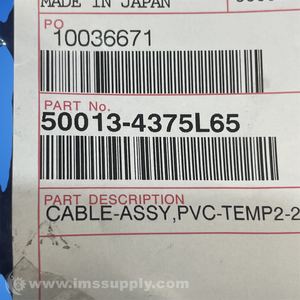 MADE IN JAPAN
PO
10036671
PART No.
50013-4375L65
PART DESCRIPTION
CABLE-ASSY,PVC-TEMP2-2
www.imssupply.com